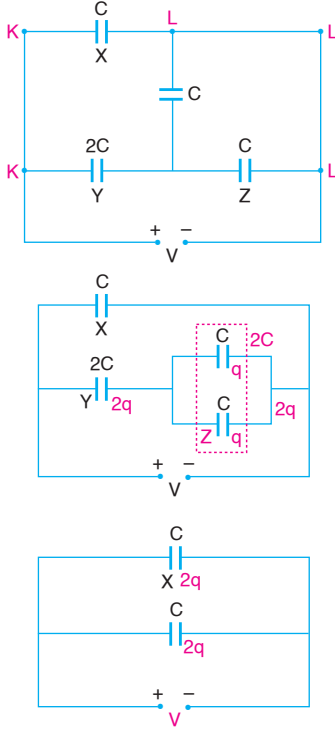 C
K L L
X
C
2C C
K L
Y Z
+ −
V
C
X
C 2C
2C q
Y 2q C 2q
Z q
+ −
V
C
X 2q
C
2q
+ −
V